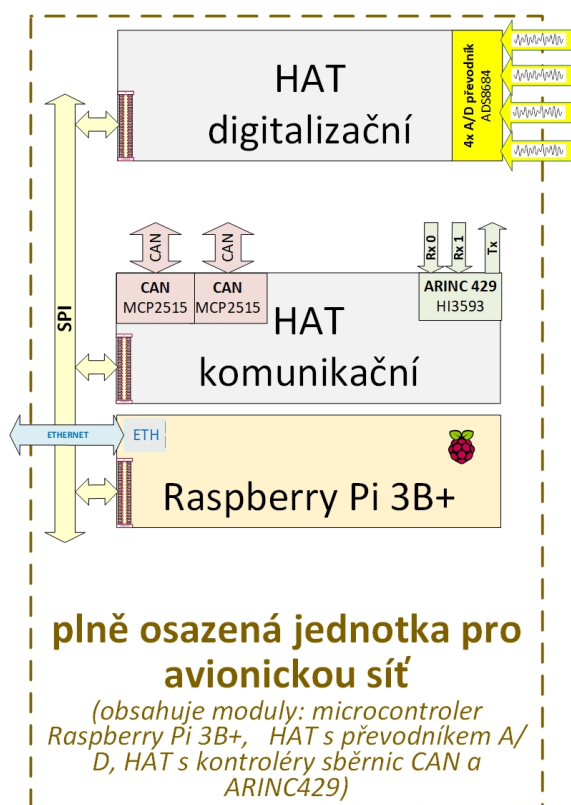 HAT
digitalizační
4x A/D převodník
ADS8684
CAN
CAN
Rx 0
Rx 1
Tx
CAN
MCP2515
CAN
MCP2515
ARINC 429
HI3593
HAT
komunikační
SPI
ETHERNET
ETH
Raspberry Pi 3B+
plně osazená jednotka pro
avionickou síť
(obsahuje moduly: microcontroler
Raspberry Pi 3B+, HAT s převodníkem A/
D, HAT s kontroléry sběrnic CAN a
ARINC429)